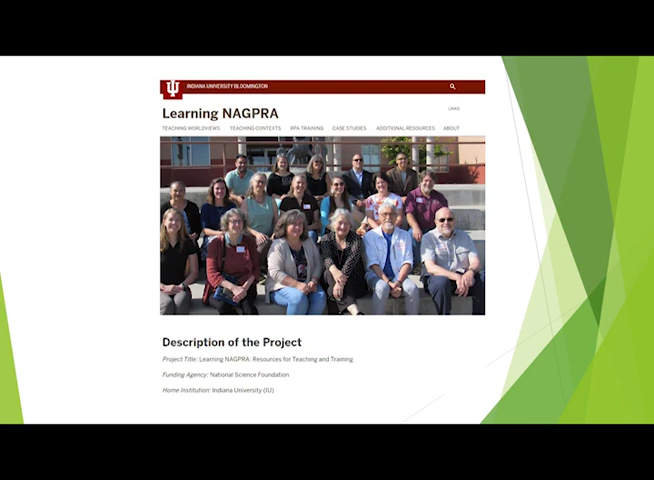 INDIANA UNIVERSITY BLOOMINGTON
LINKS
Learning NAGPRA
TEACHING WORLDVIEWS TEACHING CONTEXTS RPA TRAINING CASE STUDIES ADDITIONAL RESOURCES ABOUT
Description of the Project
Project Title: Learning NAGPRA: Resources for Teaching and Training
Funding Agency: National Science Foundation
Home Institution: Indiana University (IU)